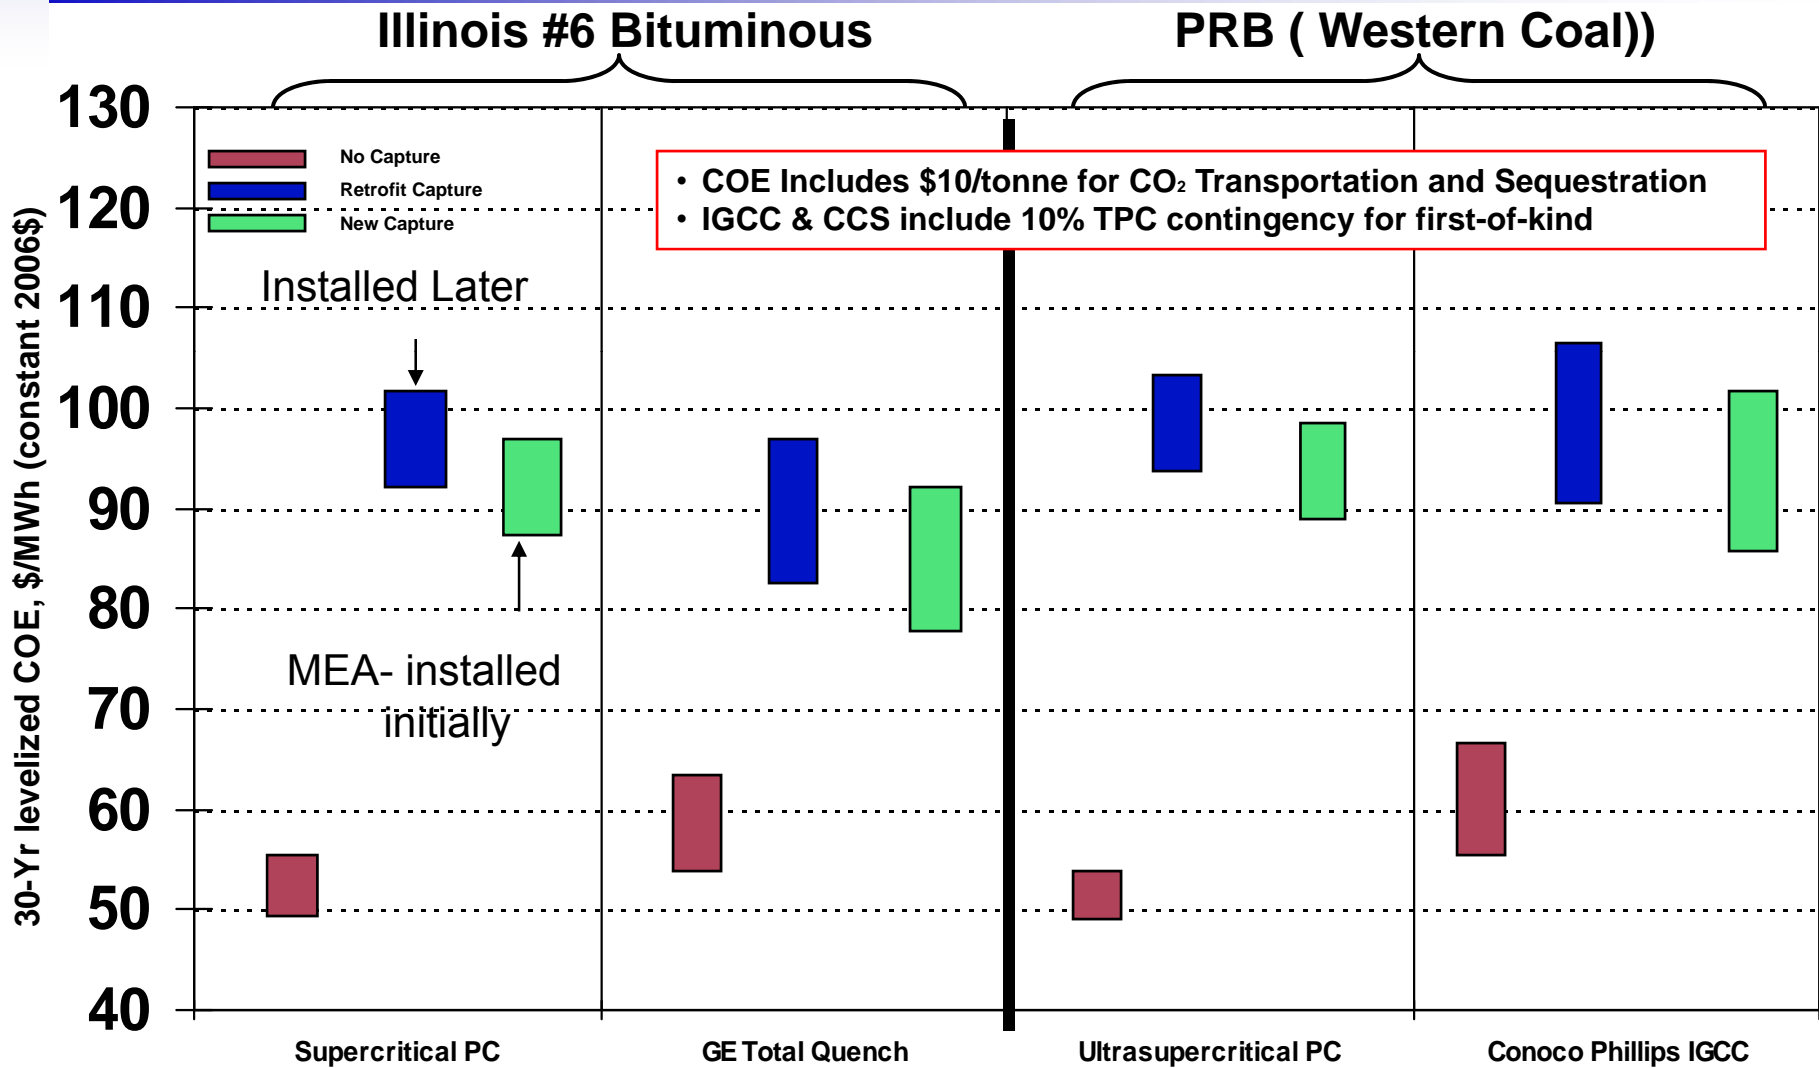 Illinois #6 Bituminous
PRB ( Western Coal))
130
120
110
100
90
80
70
60
50
40
30-Yr levelized COE, $/MWh (constant 2006$)
No Capture
Retrofit Capture
New Capture
• COE Includes $10/tonne for CO₂ Transportation and Sequestration
• IGCC & CCS include 10% TPC contingency for first-of-kind
Installed Later
MEA- installed
initially
Supercritical PC
GE Total Quench
Ultrasupercritical PC
Conoco Phillips IGCC